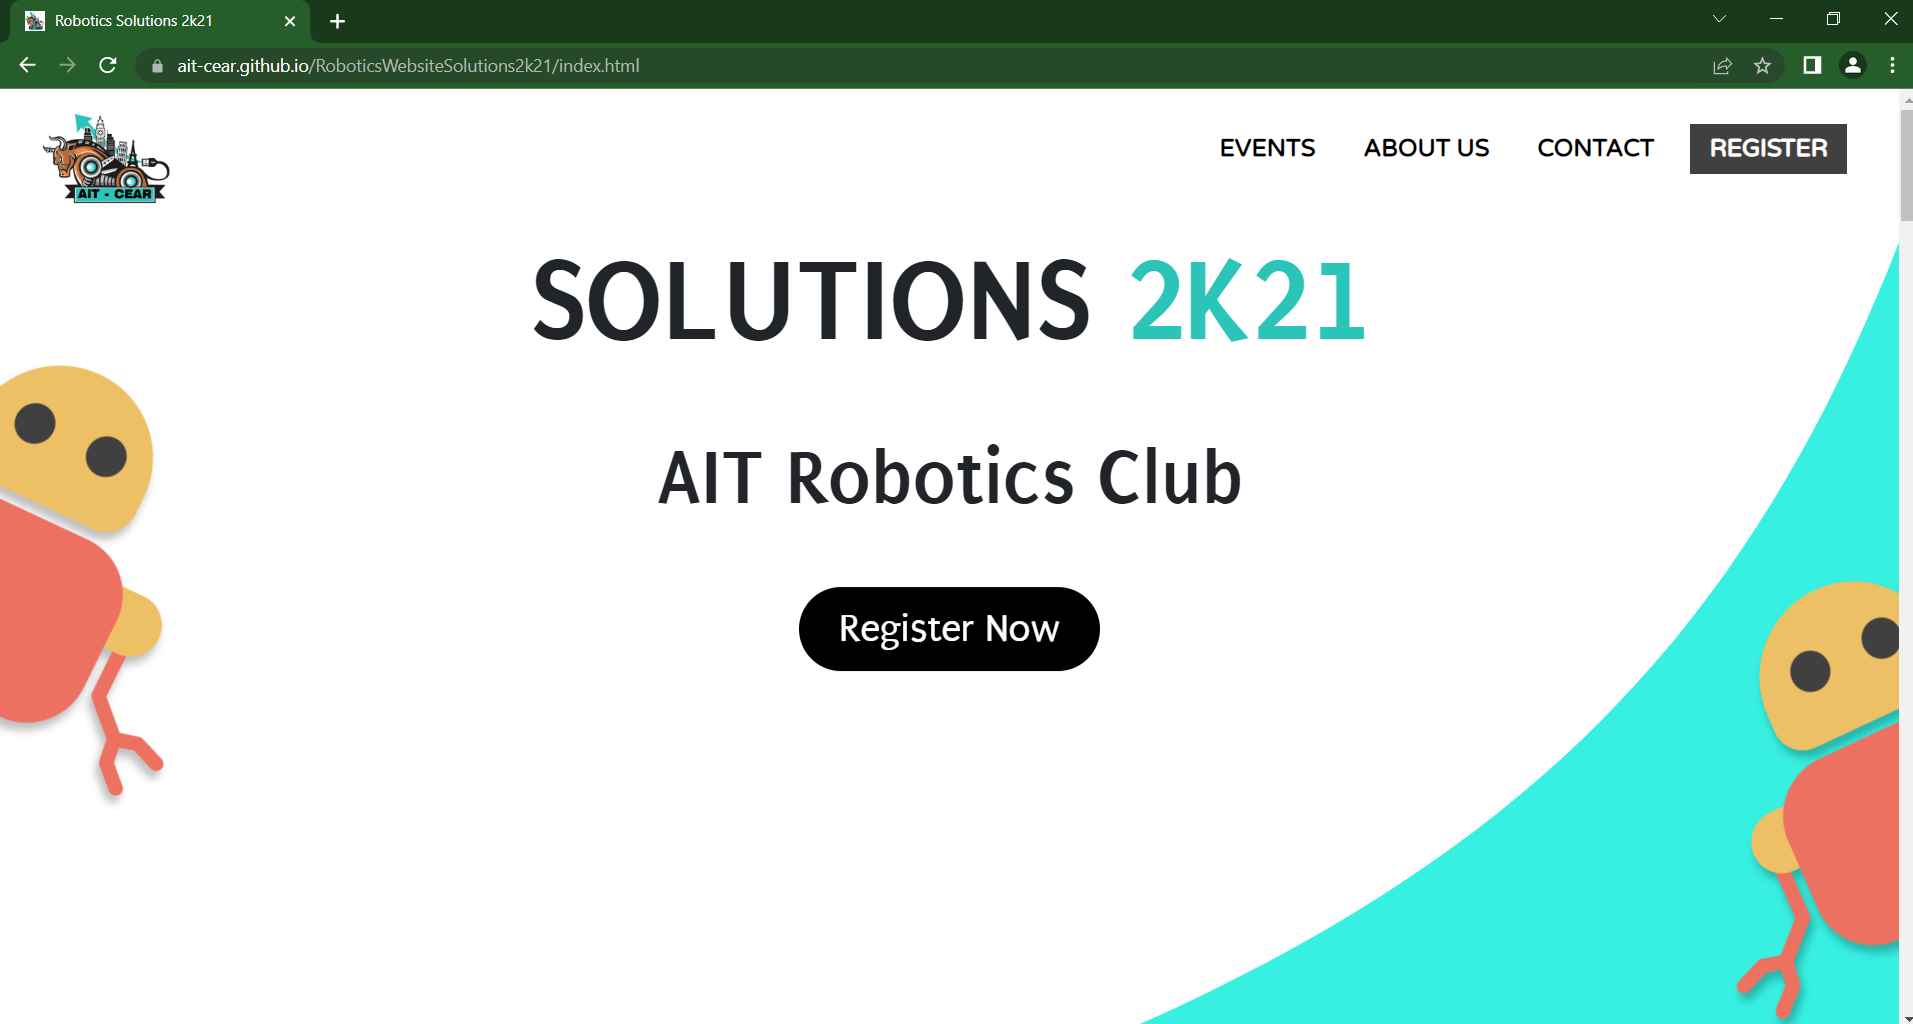 Robotics Solutions 2k21
ait-cear.github.io/RoboticsWebsiteSolutions2k21/index.html
AIT - CEAR
EVENTS ABOUT US CONTACT REGISTER
SOLUTIONS 2K21
AIT Robotics Club
Register Now